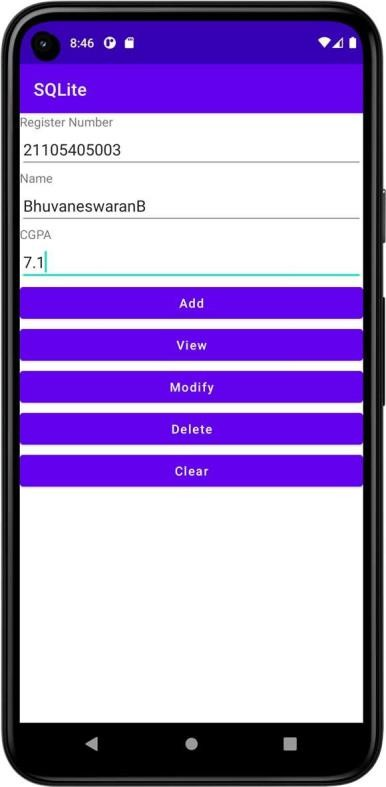 8:46
SQLite
Register Number
21105405003
Name
BhuvaneswaranB
CGPA
7.1
Add
View
Modify
Delete
Clear